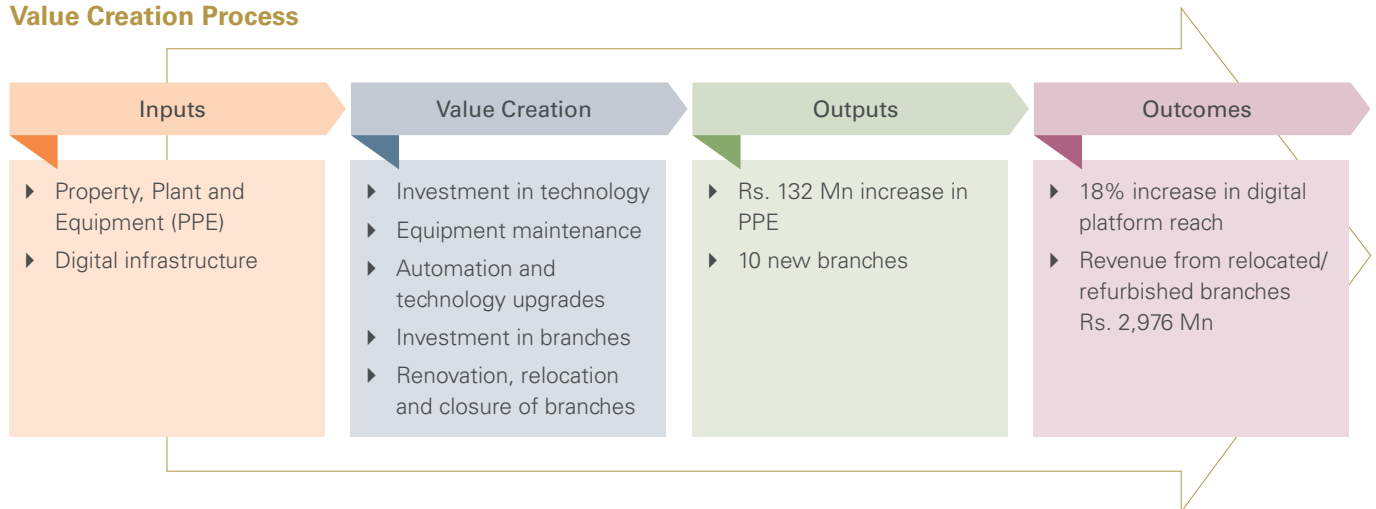 Value Creation Process
Inputs
Property, Plant and
Equipment (PPE)
Digital infrastructure
Value Creation
Investment in technology
Equipment maintenance
Automation and
technology upgrades
Investment in branches
Renovation, relocation
and closure of branches
Outputs
Rs. 132 Mn increase in
PPE
10 new branches
Outcomes
18% increase in digital
platform reach
Revenue from relocated/
refurbished branches
Rs. 2,976 Mn